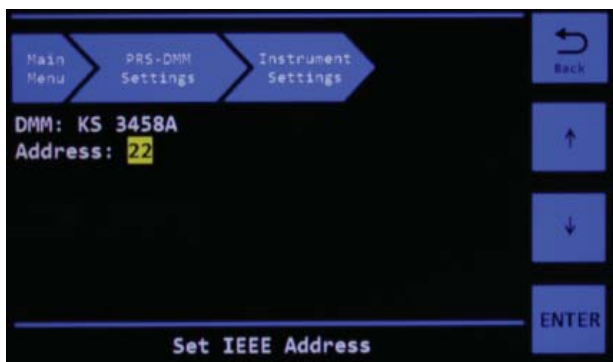 Main
Menu
PRS-DMM
Settings
Instrument
Settings
Back
DMM: KS 3458A
Address: 22
ENTER
Set IEEE Address